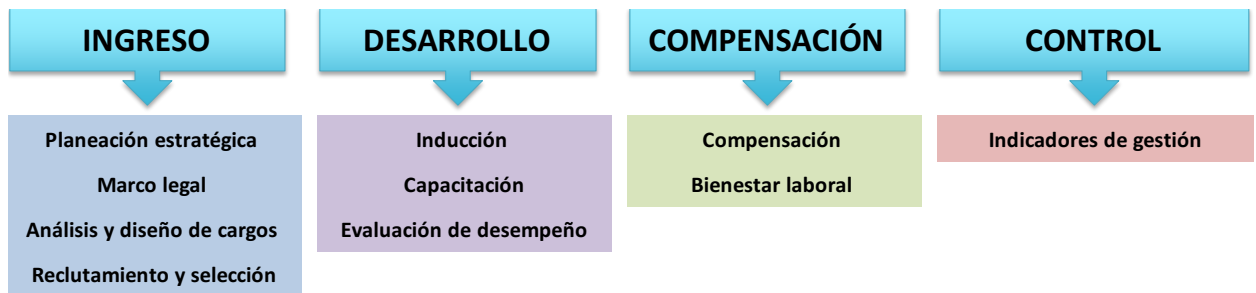 INGRESO
Planeación estratégica
Marco legal
Análisis y diseño de cargos
Reclutamiento y selección
DESARROLLO
Inducción
Capacitación
Evaluación de desempeño
COMPENSACIÓN
Compensación
Bienestar laboral
CONTROL
Indicadores de gestión